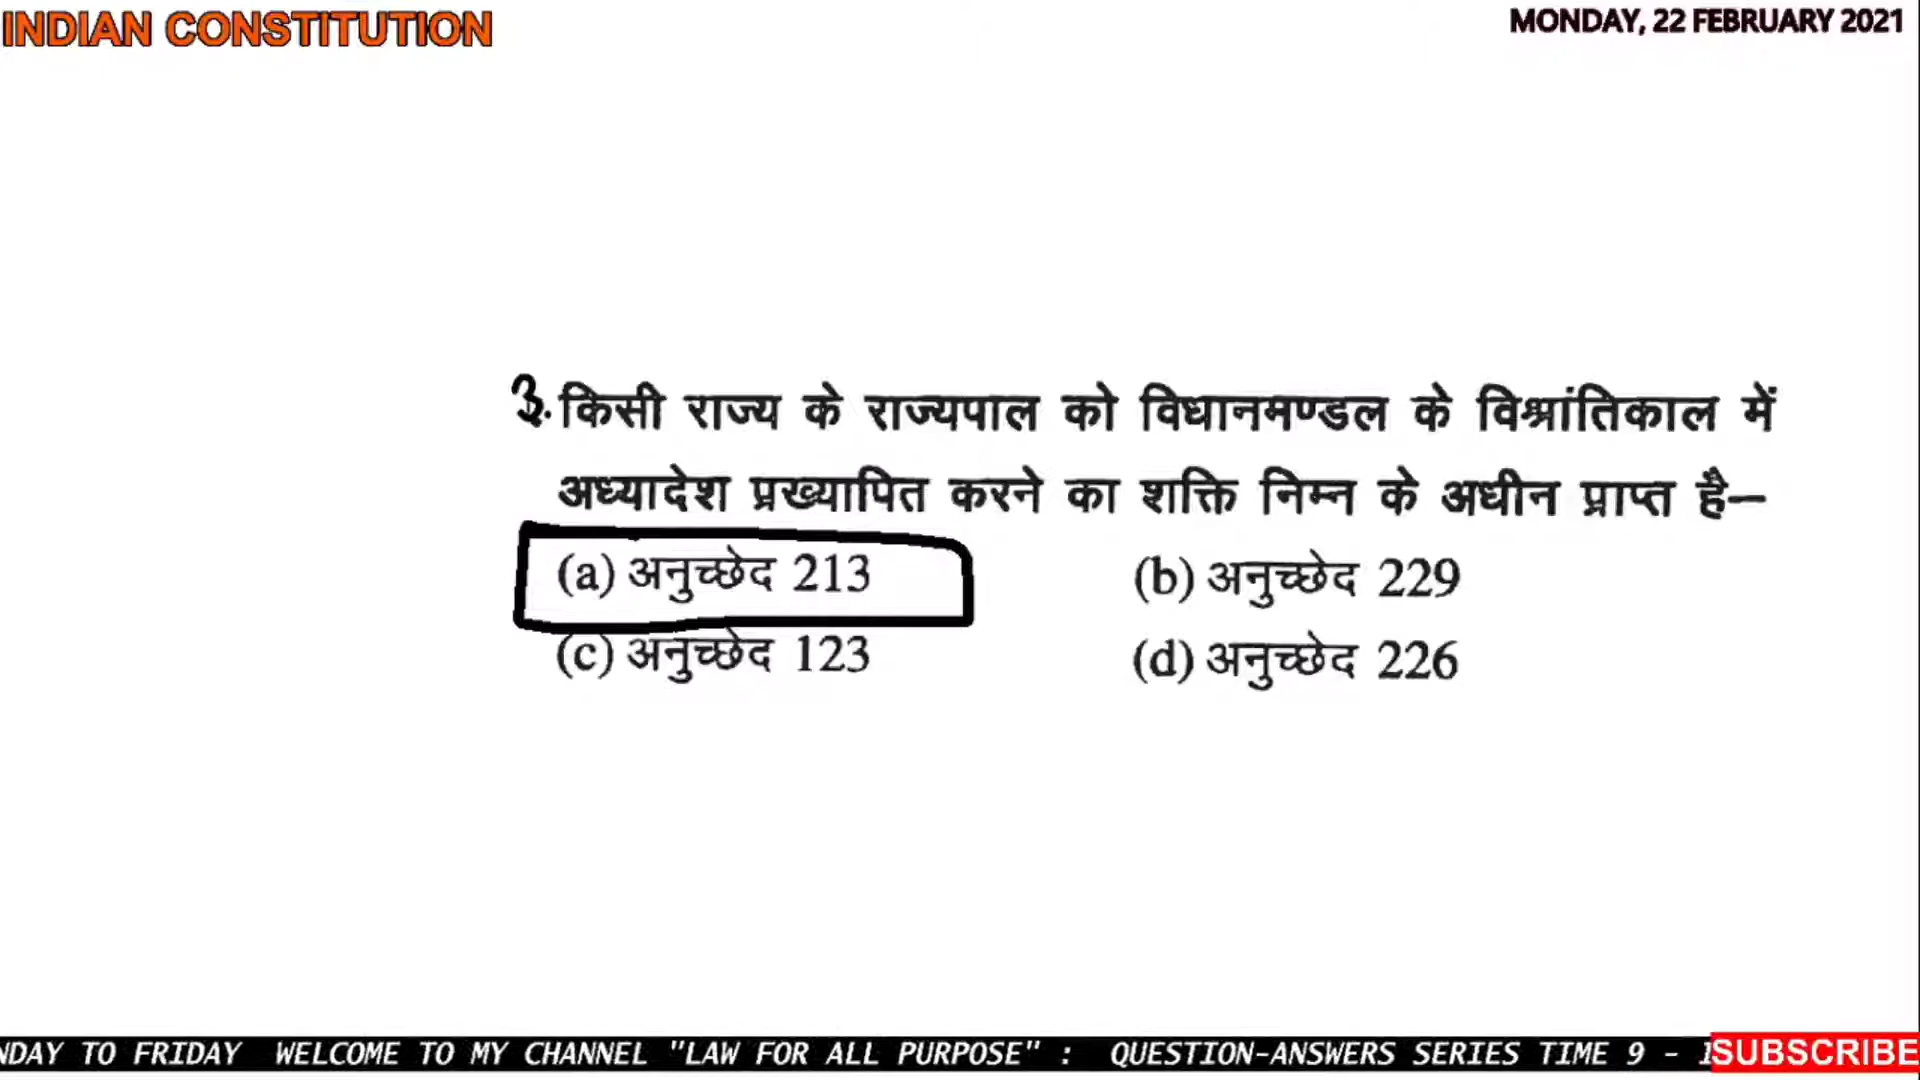 INDIAN CONSTITUTION
MONDAY, 22 FEBRUARY 2021
3. किसी राज्य के राज्यपाल को विधानमण्डल के विश्रांतिकाल में
अध्यादेश प्रख्यापित करने का शक्ति निम्न के अधीन प्राप्त है—
(a) अनुच्छेद 213 (b) अनुच्छेद 229
(c) अनुच्छेद 123 (d) अनुच्छेद 226
TO FRIDAY WELCOME TO MY CHANNEL "LAW FOR ALL PURPOSE" : QUESTION-ANSWERS SERIES TIME 9 - SUBSCRIBE